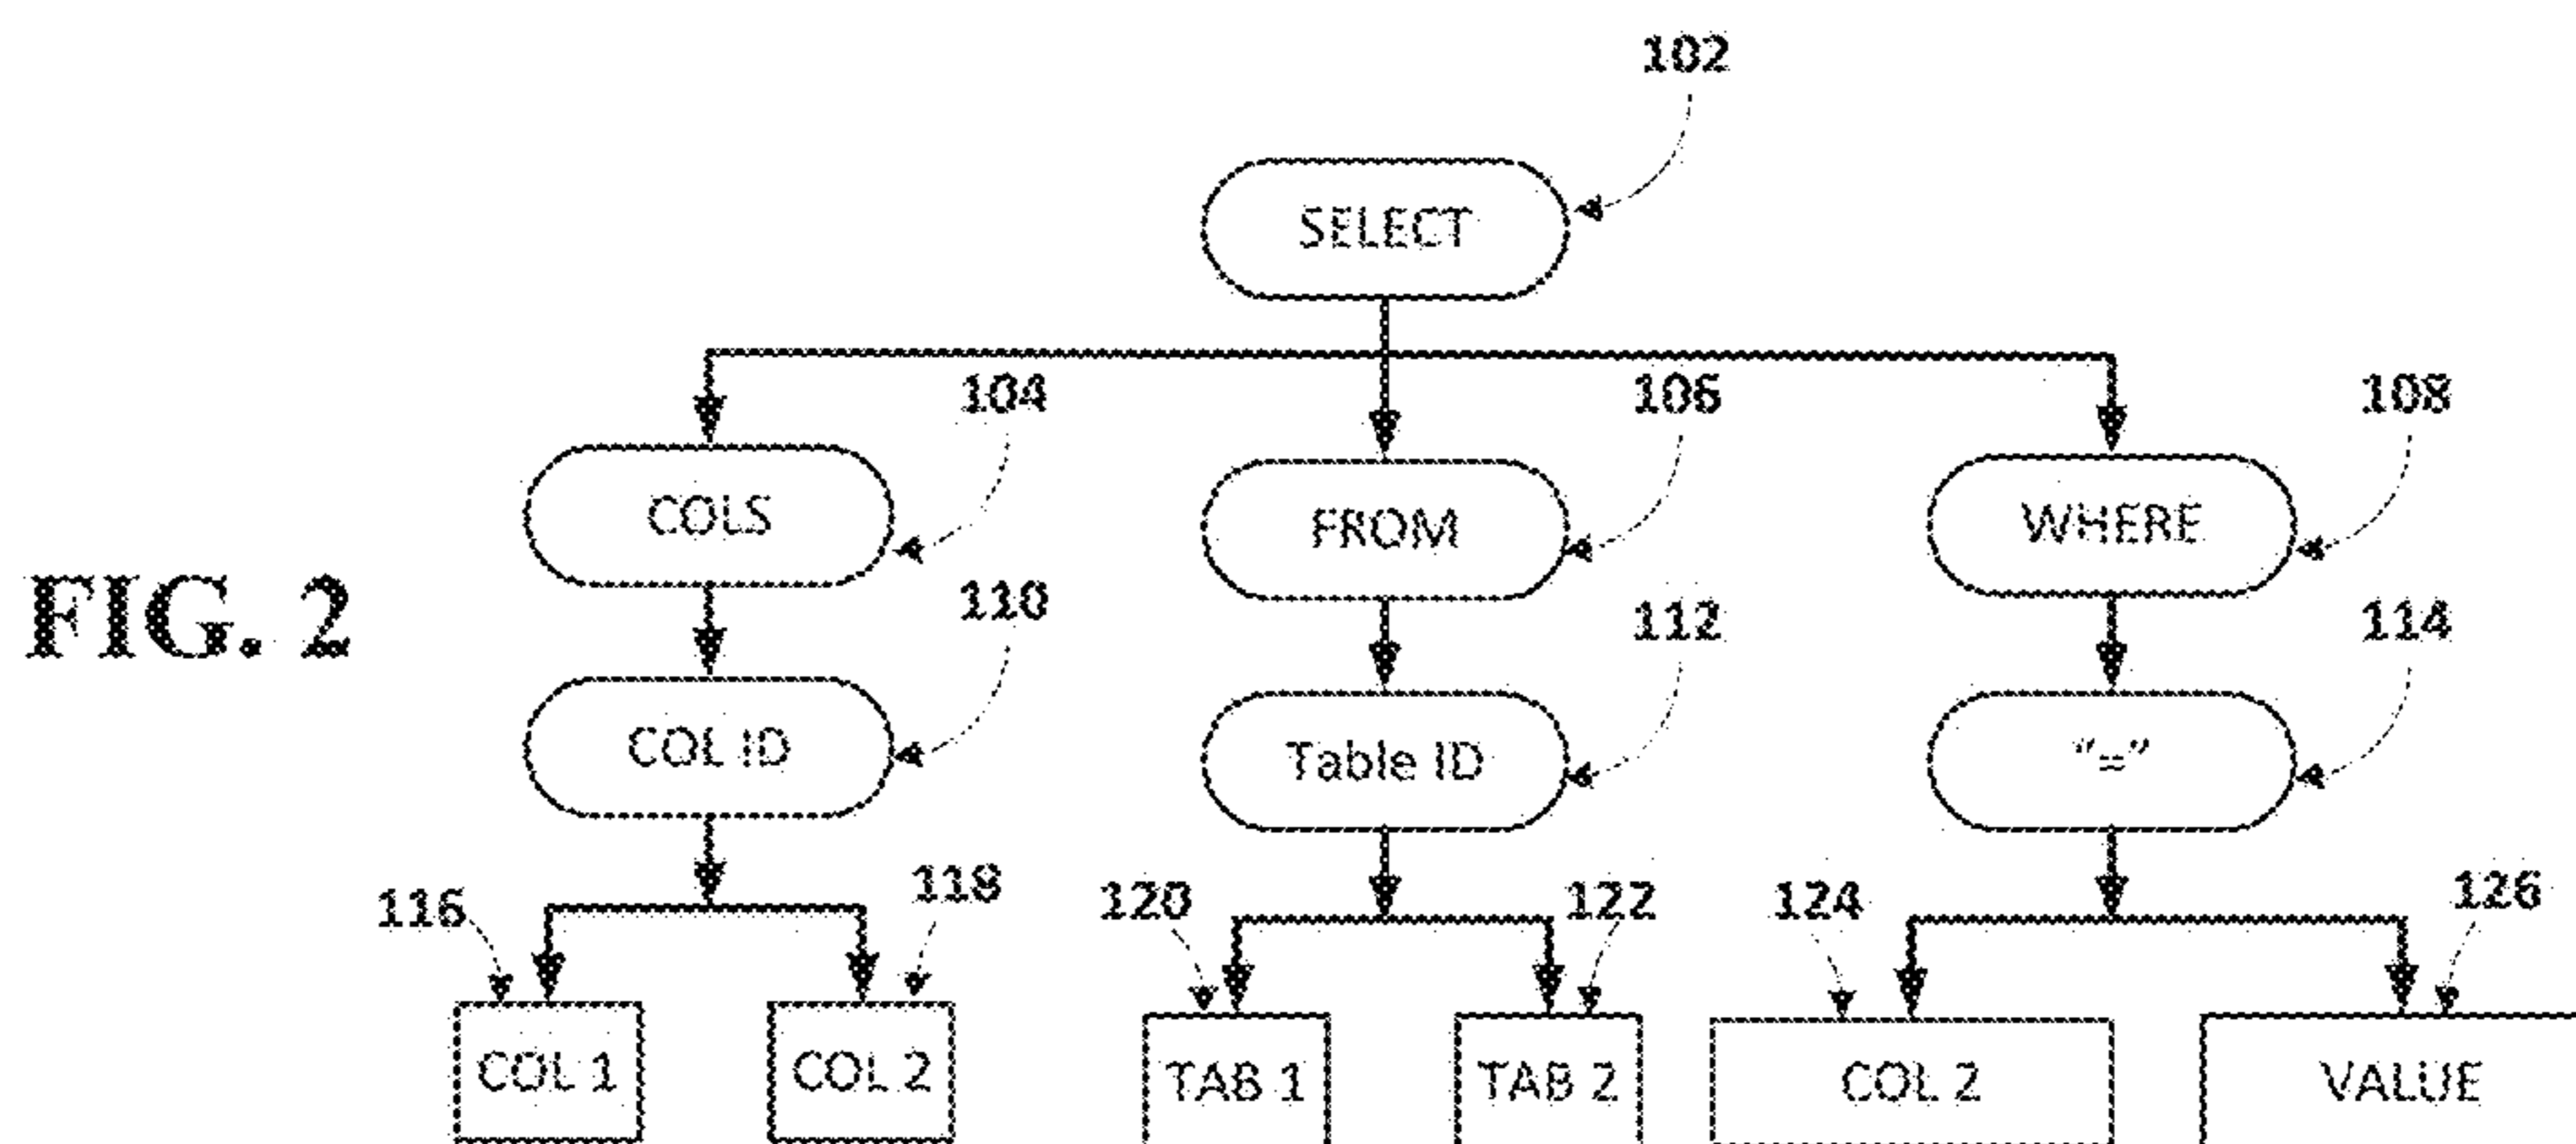 102
SELECT
104
106
108
COLS
FROM
WHERE
FIG. 2
110
112
114
COL ID
Table ID
"="
116
118
120
122
124
126
COL 1
COL 2
TAB 1
TAB 2
COL 2
VALUE